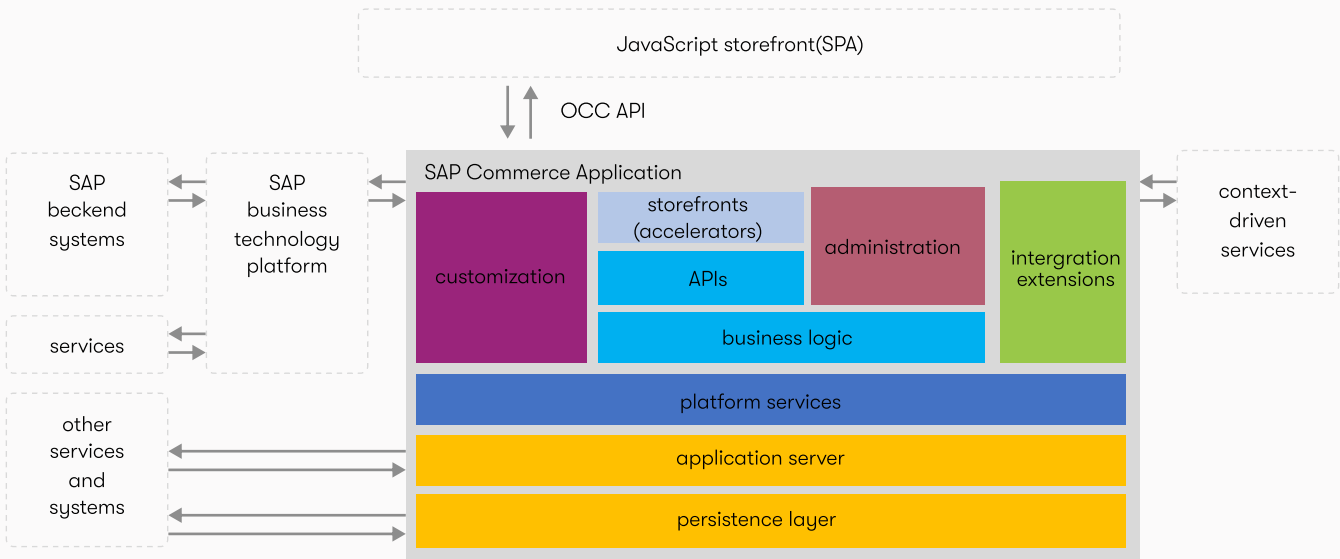 JavaScript storefront(SPA)
OCC API
SAP Commerce Application
SAP
beckend
systems
SAP
business
technology
platform
services
other
services
and
systems
customization
storefronts
(accelerators)
APIs
administration
business logic
intergration
extensions
platform services
application server
persistence layer
context-
driven
services